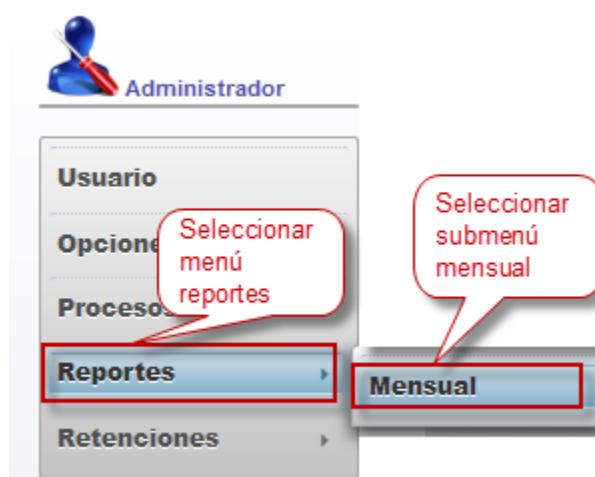 Administrador
Usuario
Opcione
Procesos
Reportes
Retenciones
Seleccionar
menú
reportes
Mensual
Seleccionar
submenú
mensual